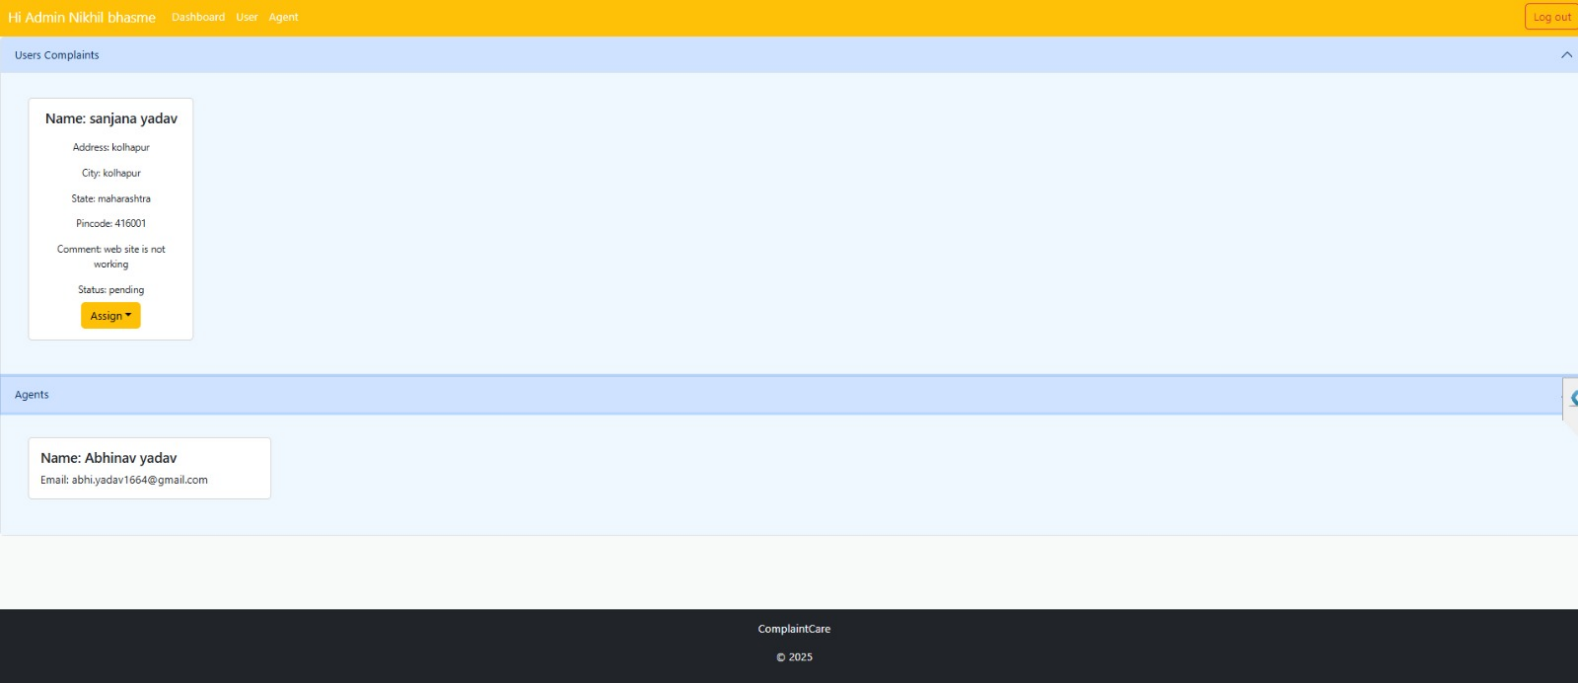 Hi Admin Nikhil bhasme Dashboard User Agent Log out
Users Complaints
Name: sanjana yadav
Address: kolhapur
City: kolhapur
State: maharashtra
Pincode: 416001
Comment: web site is not
working
Status: pending
Assign
Agents
Name: Abhinav yadav
Email: abhi.yadav1664@gmail.com
ComplaintCare
© 2025